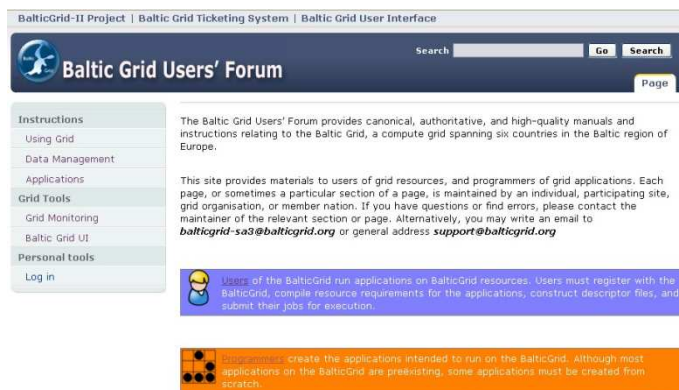 BalticGrid-II Project | Baltic Grid Ticketing System | Baltic Grid User Interface
Baltic Grid Users' Forum
Search Go Search
Page
Instructions
Using Grid
Data Management
Applications
Grid Tools
Grid Monitoring
Baltic Grid UI
Personal tools
Log in
The Baltic Grid Users' Forum provides canonical, authoritative, and high-quality manuals and
instructions relating to the Baltic Grid, a compute grid spanning six countries in the Baltic region of
Europe.
This site provides materials to users of grid resources, and programmers of grid applications. Each
page, or sometimes a particular section of a page, is maintained by an individual, participating site,
grid organisation, or member nation. If you have questions or find errors, please contact the
maintainer of the relevant section or page. Alternatively, you may write an email to
balticgrid-sa3@balticgrid.org or general address support@balticgrid.org
Users of the BalticGrid run applications on BalticGrid resources. Users must register with the
BalticGrid, compile resource requirements for the applications, construct descriptor files, and
submit their jobs for execution.
Programmers create the applications intended to run on the BalticGrid. Although most
applications on the BalticGrid are preëxisting, some applications must be created from
scratch.